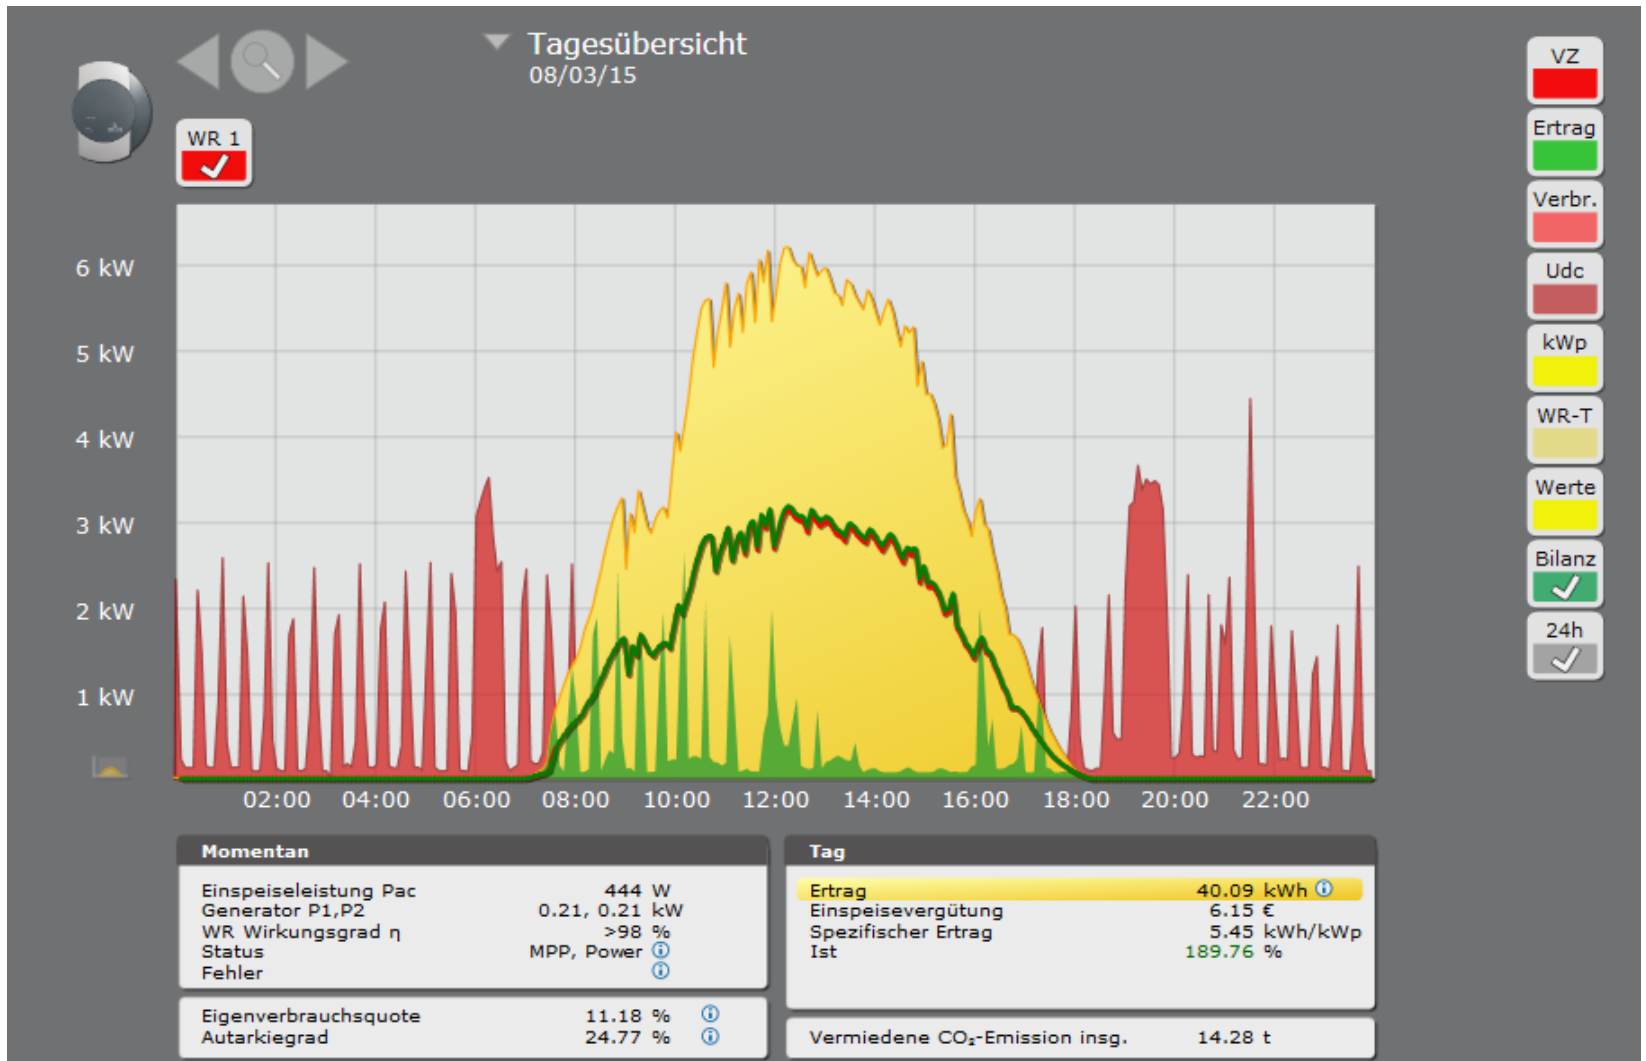 Tagesübersicht
08/03/15
WR 1
VZ
Ertrag
Verbr.
Udc
kWp
WR-T
Werte
Bilanz
24h
6 kW
5 kW
4 kW
3 kW
2 kW
1 kW
02:00 04:00 06:00 08:00 10:00 12:00 14:00 16:00 18:00 20:00 22:00
Momentan
Einspeiseleistung Pac 444 W
Generator P1,P2 0.21, 0.21 kW
WR Wirkungsgrad η >98 %
Status MPP, Power
Fehler
Eigenverbrauchsquote 11.18 %
Autarkiegrad 24.77 %
Tag
Ertrag 40.09 kWh
Einspeisevergütung 6.15 €
Spezifischer Ertrag 5.45 kWh/kWp
Ist 189.76 %
Vermiedene CO₂-Emission insg. 14.28 t